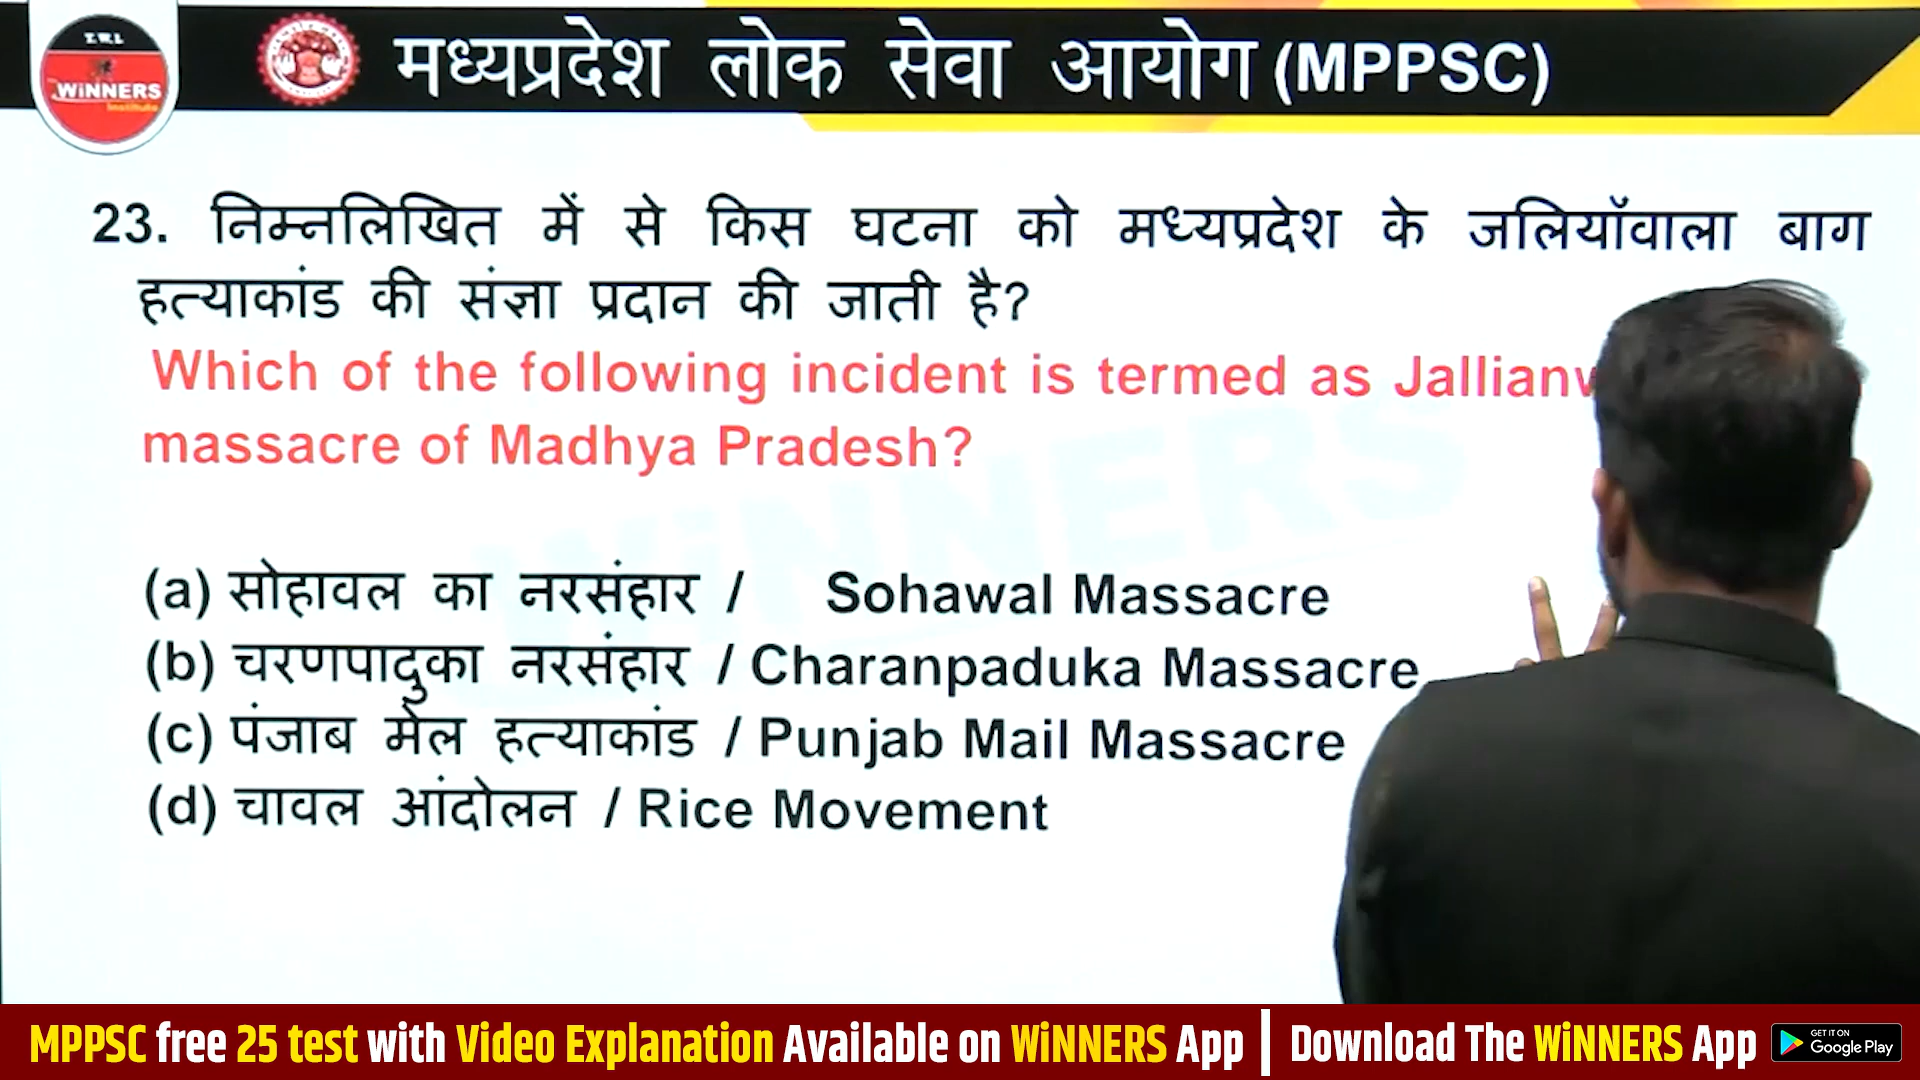 T.W.I.
WiNNERS
Institute
मध्यप्रदेश लोक सेवा आयोग (MPPSC)
23. निम्नलिखित में से किस घटना को मध्यप्रदेश के जलियाँवाला बाग
हत्याकांड की संज्ञा प्रदान की जाती है?
Which of the following incident is termed as
massacre of Madhya Pradesh?
WiNNERS
(a) सोहावल का नरसंहार / Sohawal Massacre
(b) चरणपादुका नरसंहार / Charanpaduka Massacre
(c) पंजाब मेल हत्याकांड / Punjab Mail Massacre
(d) चावल आंदोलन / Rice Movement
MPPSC free 25 test with Video Explanation Available on WiNNERS App | Download The WiNNERS App
GET IT ON
Google Play